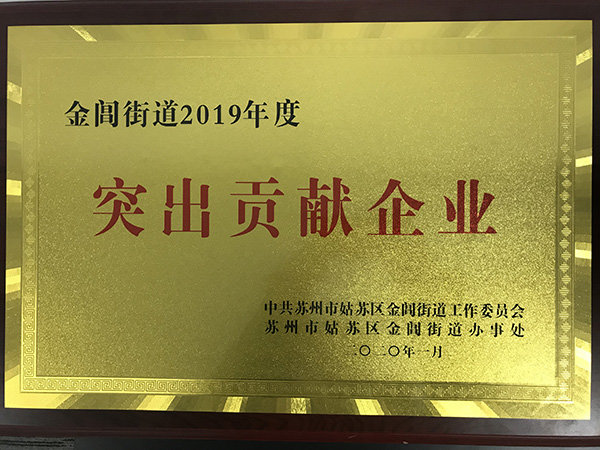 金阊街道2019年度
突出贡献企业
中共苏州市姑苏区金阊街道工作委员会
苏州市姑苏区金阊街道办事处
二〇二〇年一月